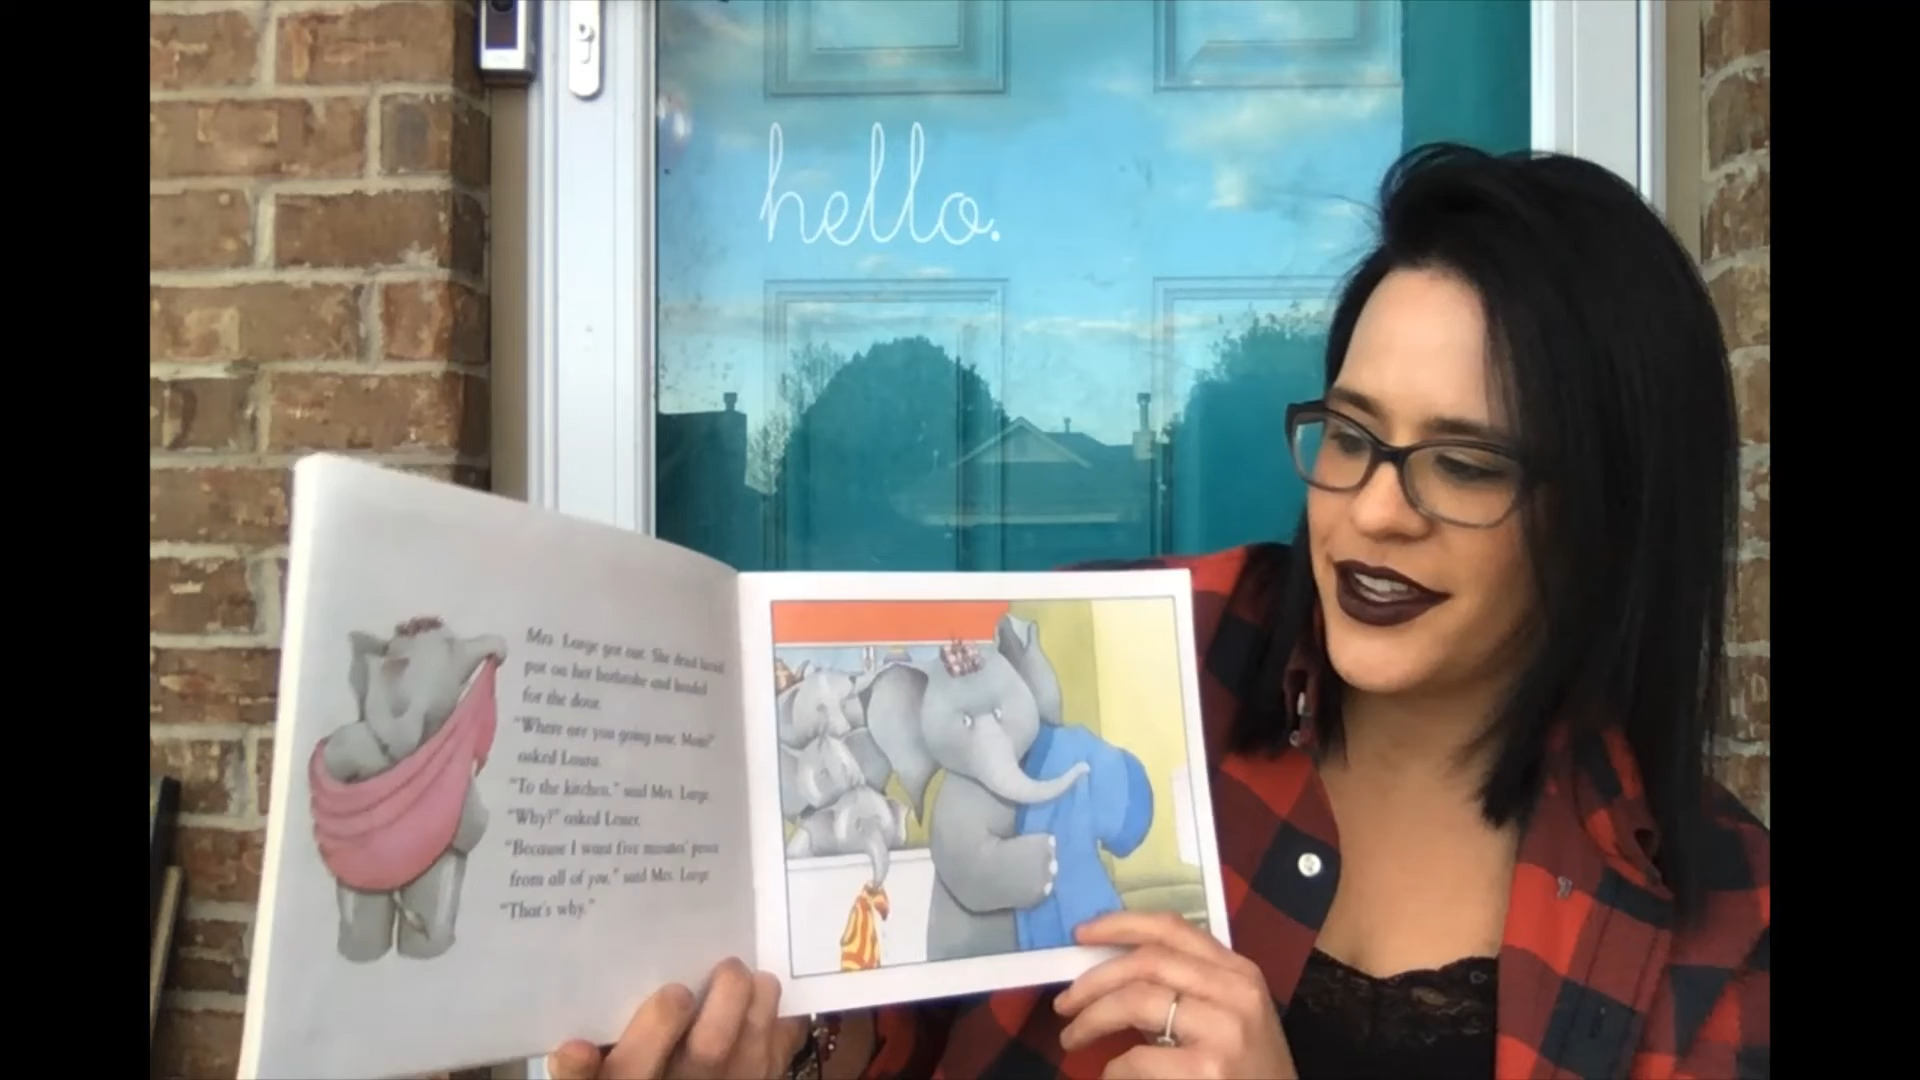 hello.
Mrs. Large got out. She dried herself,
put on her bathrobe and headed
for the door.
"Where are you going now, Mom?"
asked Laura.
"To the kitchen," said Mrs. Large.
"Why?" asked Lester.
"Because I want five minutes' peace
from all of you," said Mrs. Large.
"That's why."